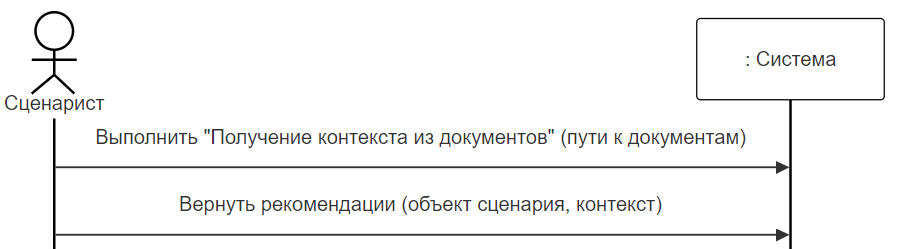 : Система
Сценарист
Выполнить "Получение контекста из документов" (пути к документам)
Вернуть рекомендации (объект сценария, контекст)